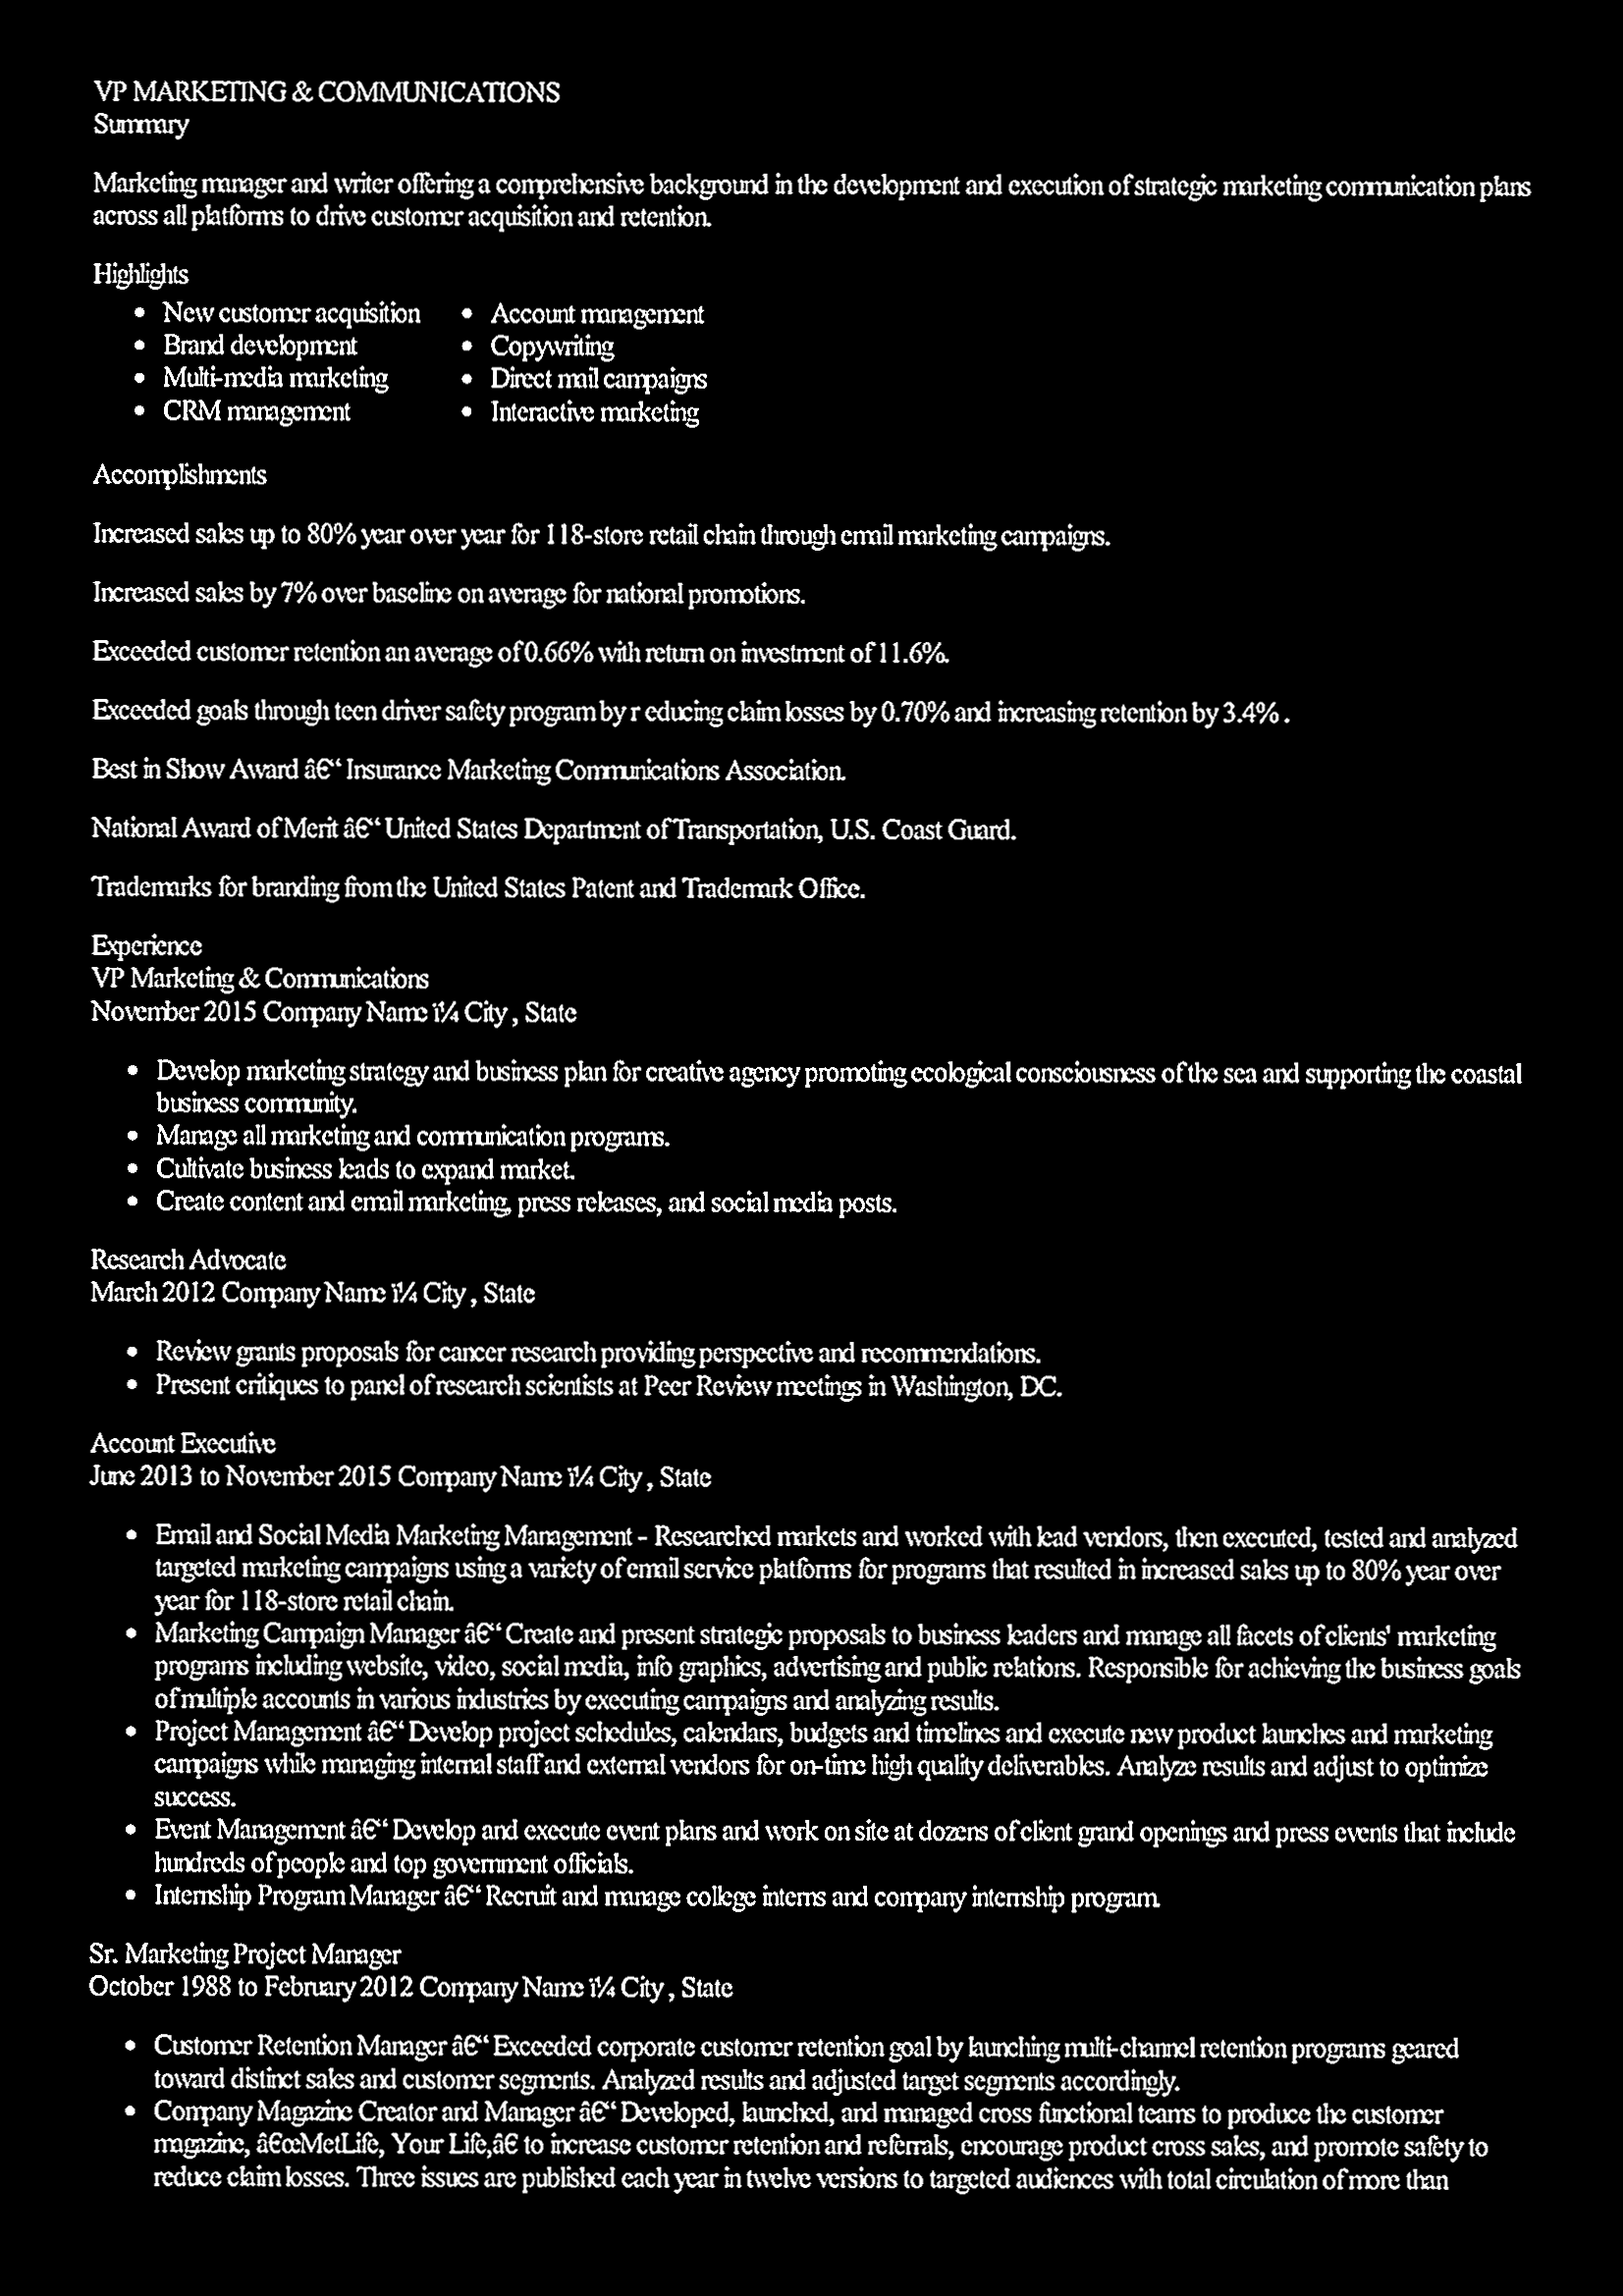 VP MARKETING & COMMUNICATIONS
Summary
Marketing manager and writer offering a comprehensive background in the development and execution of strategic marketing communication plans
across all platforms to drive customer acquisition and retention.
Highlights
• New customer acquisition
• Brand development
• Multi-media marketing
• CRM management
• Account management
• Copywriting
• Direct mail campaigns
• Interactive marketing
Accomplishments
Increased sales up to 80% year over year for 118-store retail chain through email marketing campaigns.
Increased sales by 7% over baseline on average for national promotions.
Exceeded customer retention an average of 0.66% with return on investment of 11.6%.
Exceeded goals through teen driver safety program by r educing claim losses by 0.70% and increasing retention by 3.4% .
Best in Show Award â€“ Insurance Marketing Communications Association.
National Award of Merit â€“ United States Department of Transportation, U.S. Coast Guard.
Trademarks for branding from the United States Patent and Trademark Office.
Experience
VP Marketing & Communications
November 2015 Company Name ï¼ City , State
• Develop marketing strategy and business plan for creative agency promoting ecological consciousness of the sea and supporting the coastal
business community.
• Manage all marketing and communication programs.
• Cultivate business leads to expand market.
• Create content and email marketing, press releases, and social media posts.
Research Advocate
March 2012 Company Name ï¼ City , State
• Review grants proposals for cancer research providing perspective and recommendations.
• Present critiques to panel of research scientists at Peer Review meetings in Washington, DC.
Account Executive
June 2013 to November 2015 Company Name ï¼ City , State
• Email and Social Media Marketing Management - Researched markets and worked with lead vendors, then executed, tested and analyzed
targeted marketing campaigns using a variety of email service platforms for programs that resulted in increased sales up to 80% year over
year for 118-store retail chain.
• Marketing Campaign Manager â€“ Create and present strategic proposals to business leaders and manage all facets of clients' marketing
programs including website, video, social media, info graphics, advertising and public relations. Responsible for achieving the business goals
of multiple accounts in various industries by executing campaigns and analyzing results.
• Project Management â€“ Develop project schedules, calendars, budgets and timelines and execute new product launches and marketing
campaigns while managing internal staff and external vendors for on-time high quality deliverables. Analyze results and adjust to optimize
success.
• Event Management â€“ Develop and execute event plans and work on site at dozens of client grand openings and press events that include
hundreds of people and top government officials.
• Internship Program Manager â€“ Recruit and manage college interns and company internship program.
Sr. Marketing Project Manager
October 1988 to February 2012 Company Name ï¼ City , State
• Customer Retention Manager â€“ Exceeded corporate customer retention goal by launching multi-channel retention programs geared
toward distinct sales and customer segments. Analyzed results and adjusted target segments accordingly.
• Company Magazine Creator and Manager â€“ Developed, launched, and managed cross functional teams to produce the customer
magazine, â€œMetLife, Your Life,â€ to increase customer retention and referrals, encourage product cross sales, and promote safety to
reduce claim losses. Three issues are published each year in twelve versions to targeted audiences with total circulation of more than